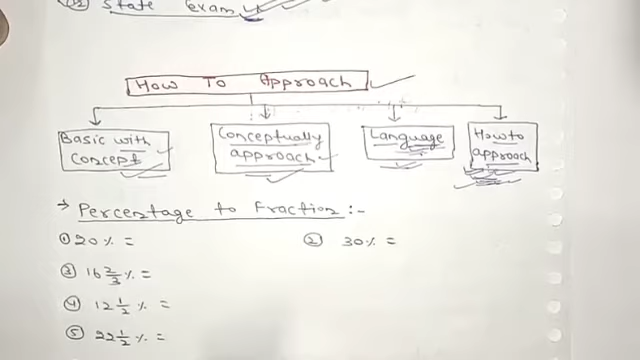 ⑫ State exam
How To Approach
Basic with concept
Conceptually approach
Language
How to approach
→ Percentage to Fraction :-
① 20 % =
② 30 % =
③ 16 2/3 % =
④ 12 1/2 % =
⑤ 22 1/2 % =